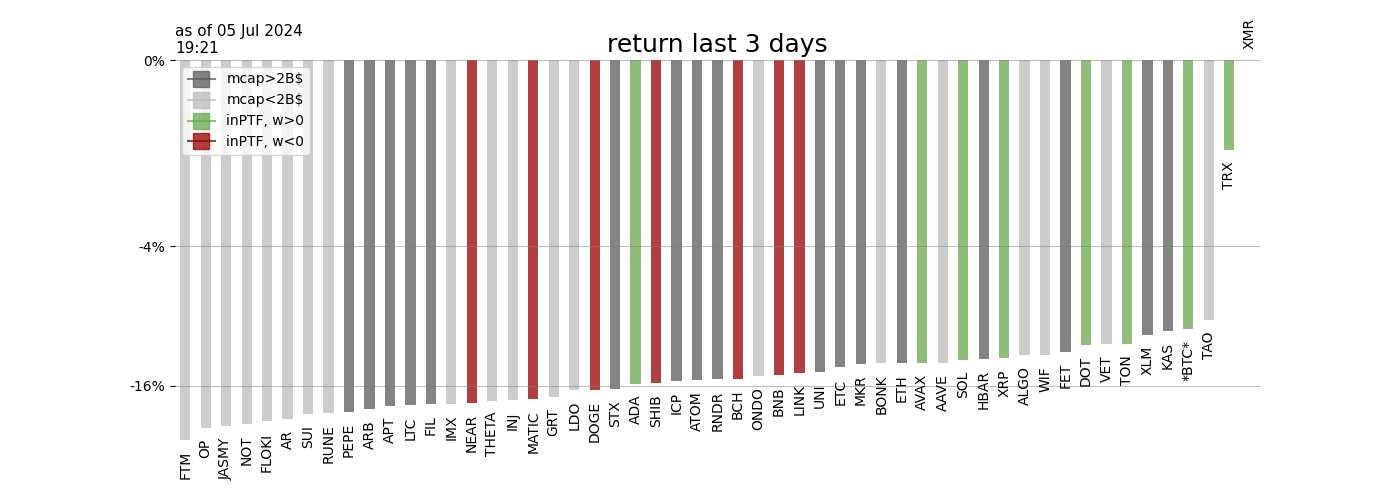 as of 05 Jul 2024
19:21
return last 3 days
XMR
0%
-4%
-16%
mcap>2B$
mcap<2B$
inPTF, w>0
inPTF, w<0
FTM
OP
JASMY
NOT
FLOKI
AR
SUI
RUNE
PEPE
ARB
APT
LTC
FIL
IMX
NEAR
THETA
INJ
MATIC
GRT
LDO
DOGE
STX
ADA
SHIB
ICP
ATOM
RNDR
BCH
ONDO
BNB
LINK
UNI
ETC
MKR
BONK
ETH
AVAX
AAVE
SOL
HBAR
XRP
ALGO
WIF
FET
DOT
VET
TON
XLM
KAS
*BTC*
TAO
TRX